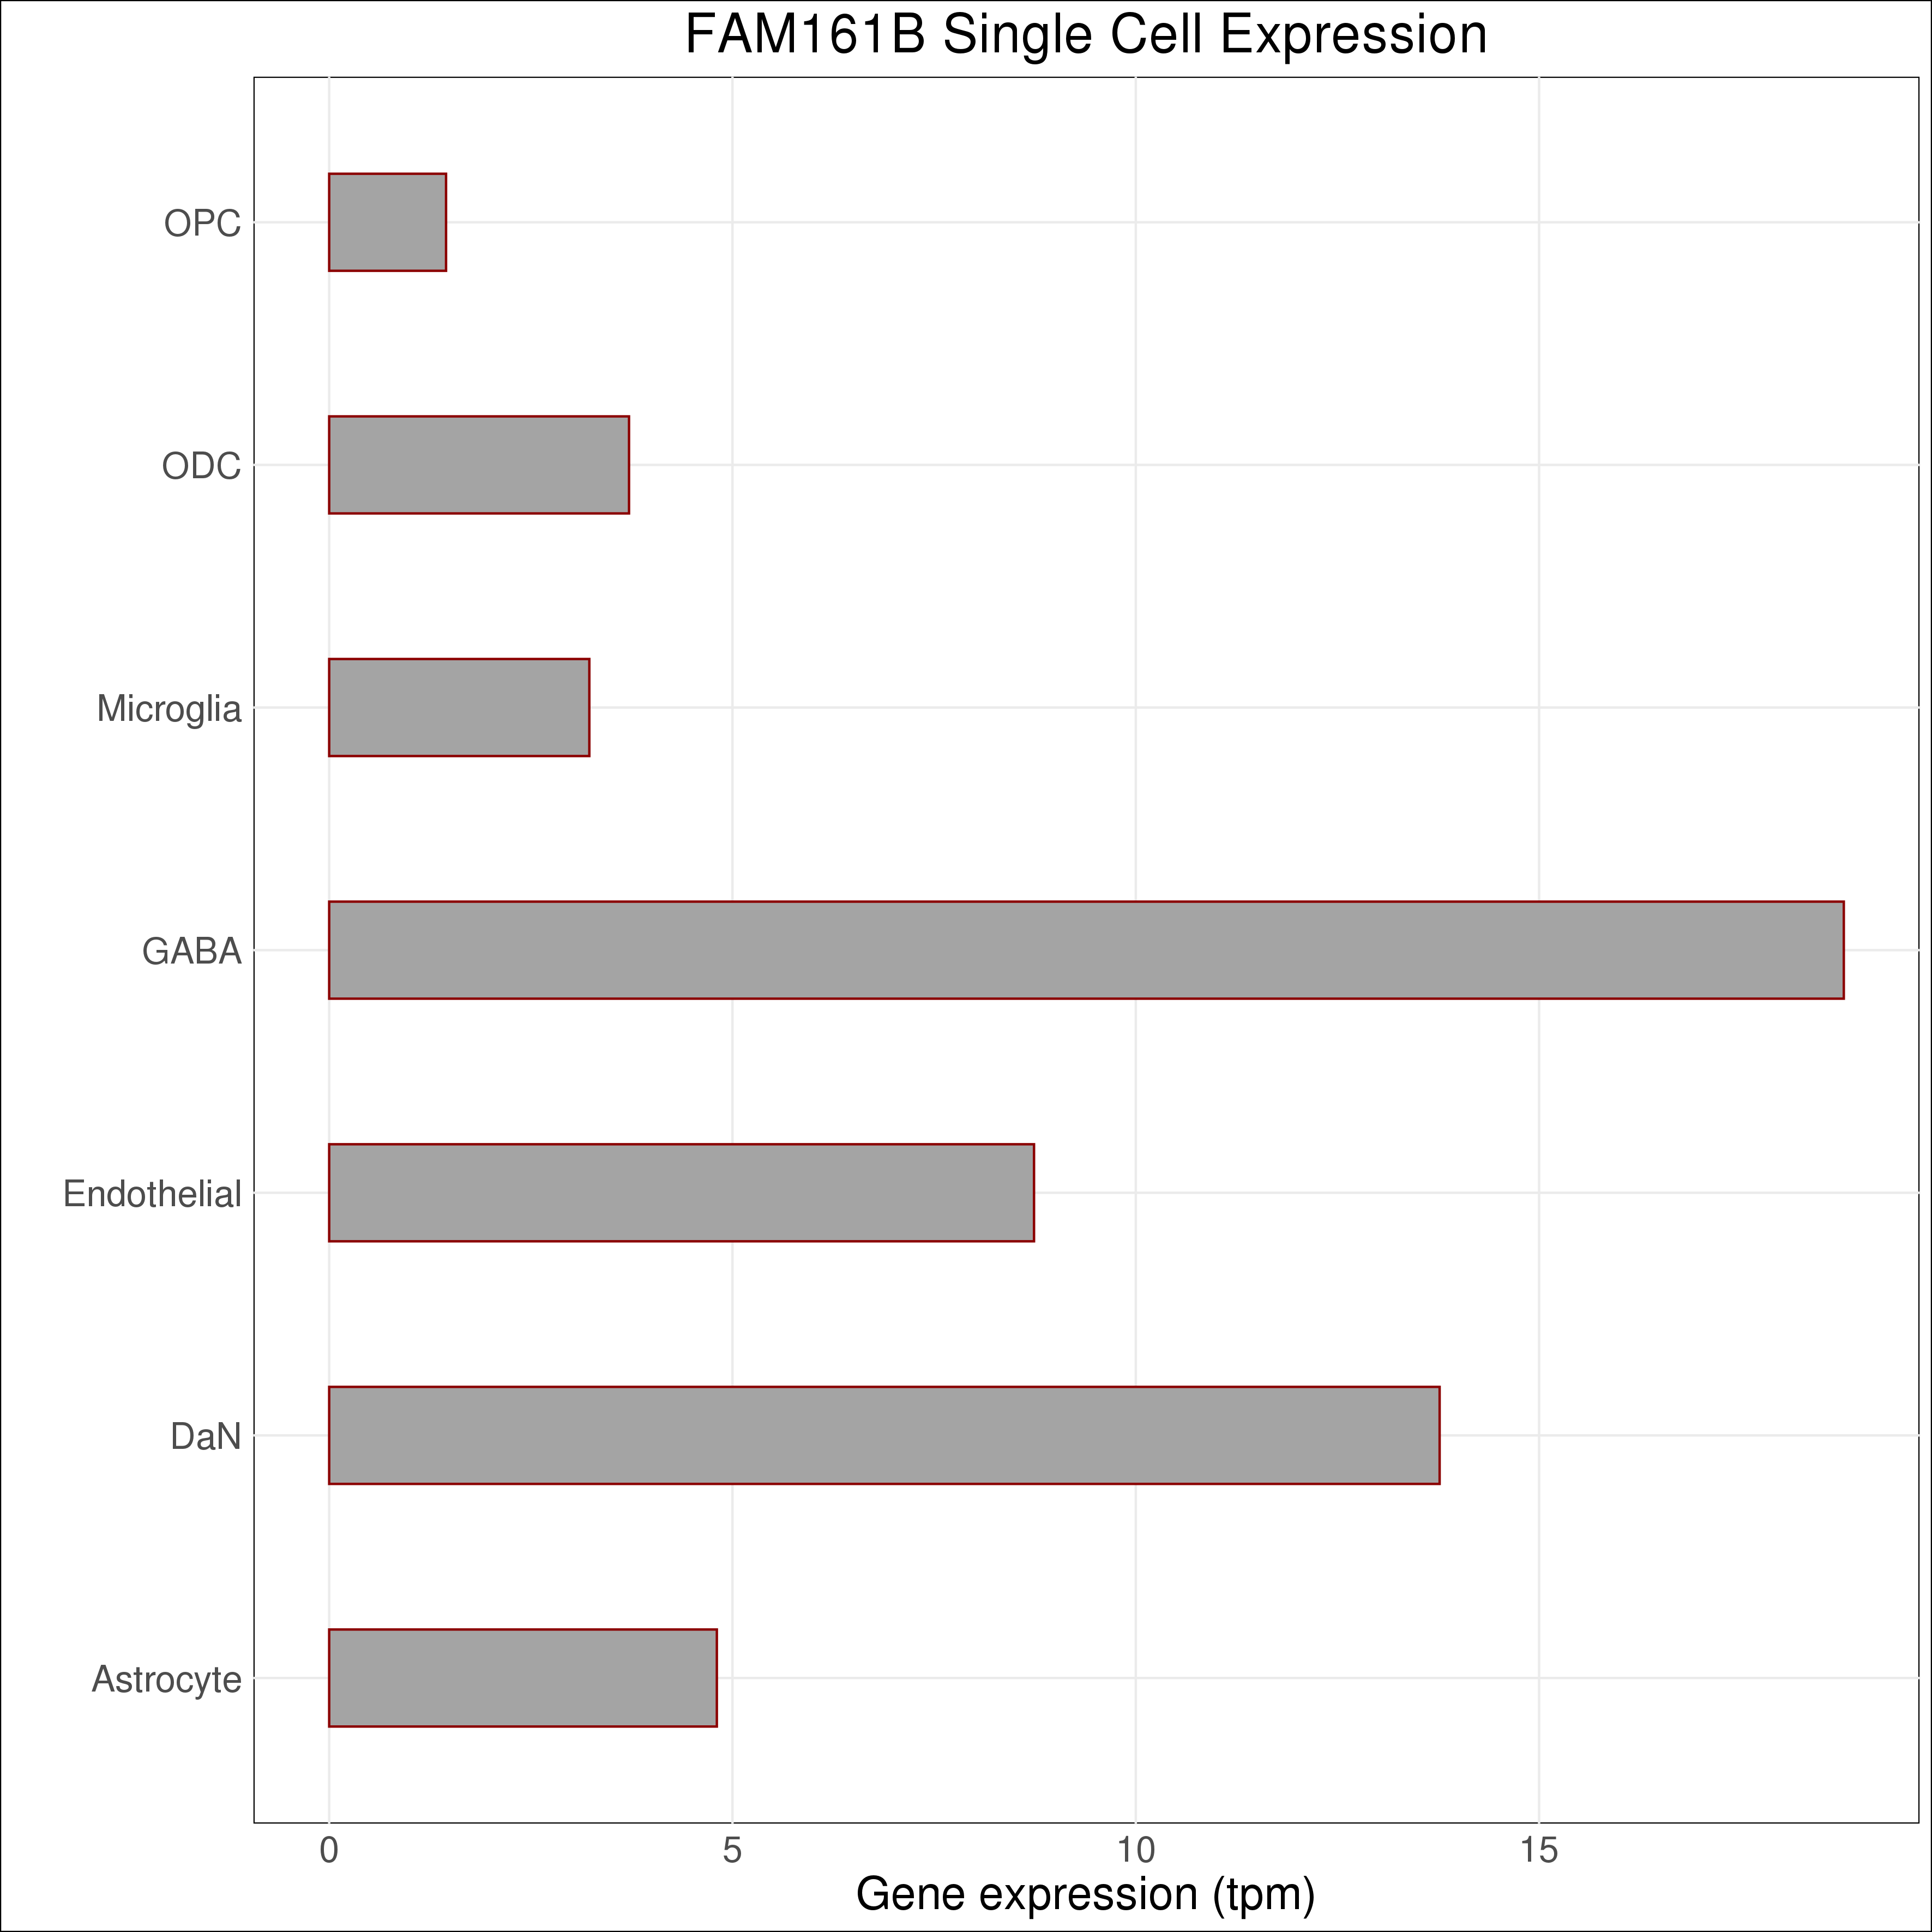 FAM161B Single Cell Expression
OPC
ODC
Microglia
GABA
Endothelial
DaN
Astrocyte
0 5 10 15
Gene expression (tpm)